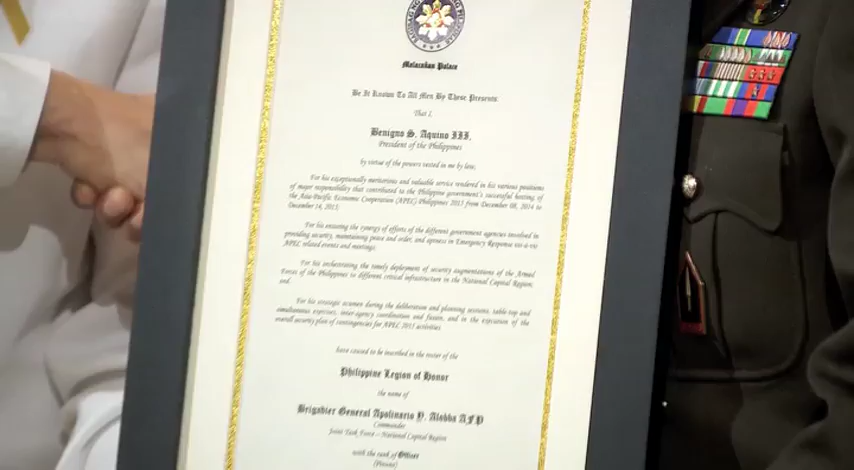 Malacañan Palace
Be It Known To All Men By These Presents:
That I,
Benigno S. Aquino III,
President of the Philippines
by virtue of the powers vested in me by law,
For his exceptionally meritorious and valuable service rendered in his various positions
of major responsibility that contributed to the Philippine government's successful hosting of
the Asia-Pacific Economic Cooperation (APEC) Philippines 2015 from December 08, 2014 to
December 14, 2015;
For his ensuring the synergy of efforts of the different government agencies involved in
providing security, maintaining peace and order, and in Emergency Response vis-à-vis
APEC related events and meetings;
For his orchestrating the timely deployment of security augmentations of the Armed
Forces of the Philippines to different critical infrastructure in the National Capital Region;
and
For his strategic acumen during the deliberation and planning sessions, table-top and
simultaneous exercises, inter-agency coordination and fusion, and in the execution of the
overall security plan of contingencies for APEC 2015 activities
have caused to be inscribed in the roster of the
Philippine Legion of Honor
the name of
Brigadier General Apolinario Y. Alobba AFP
Commander
Joint Task Force – National Capital Region
with the rank of Officer
(Pinuno)